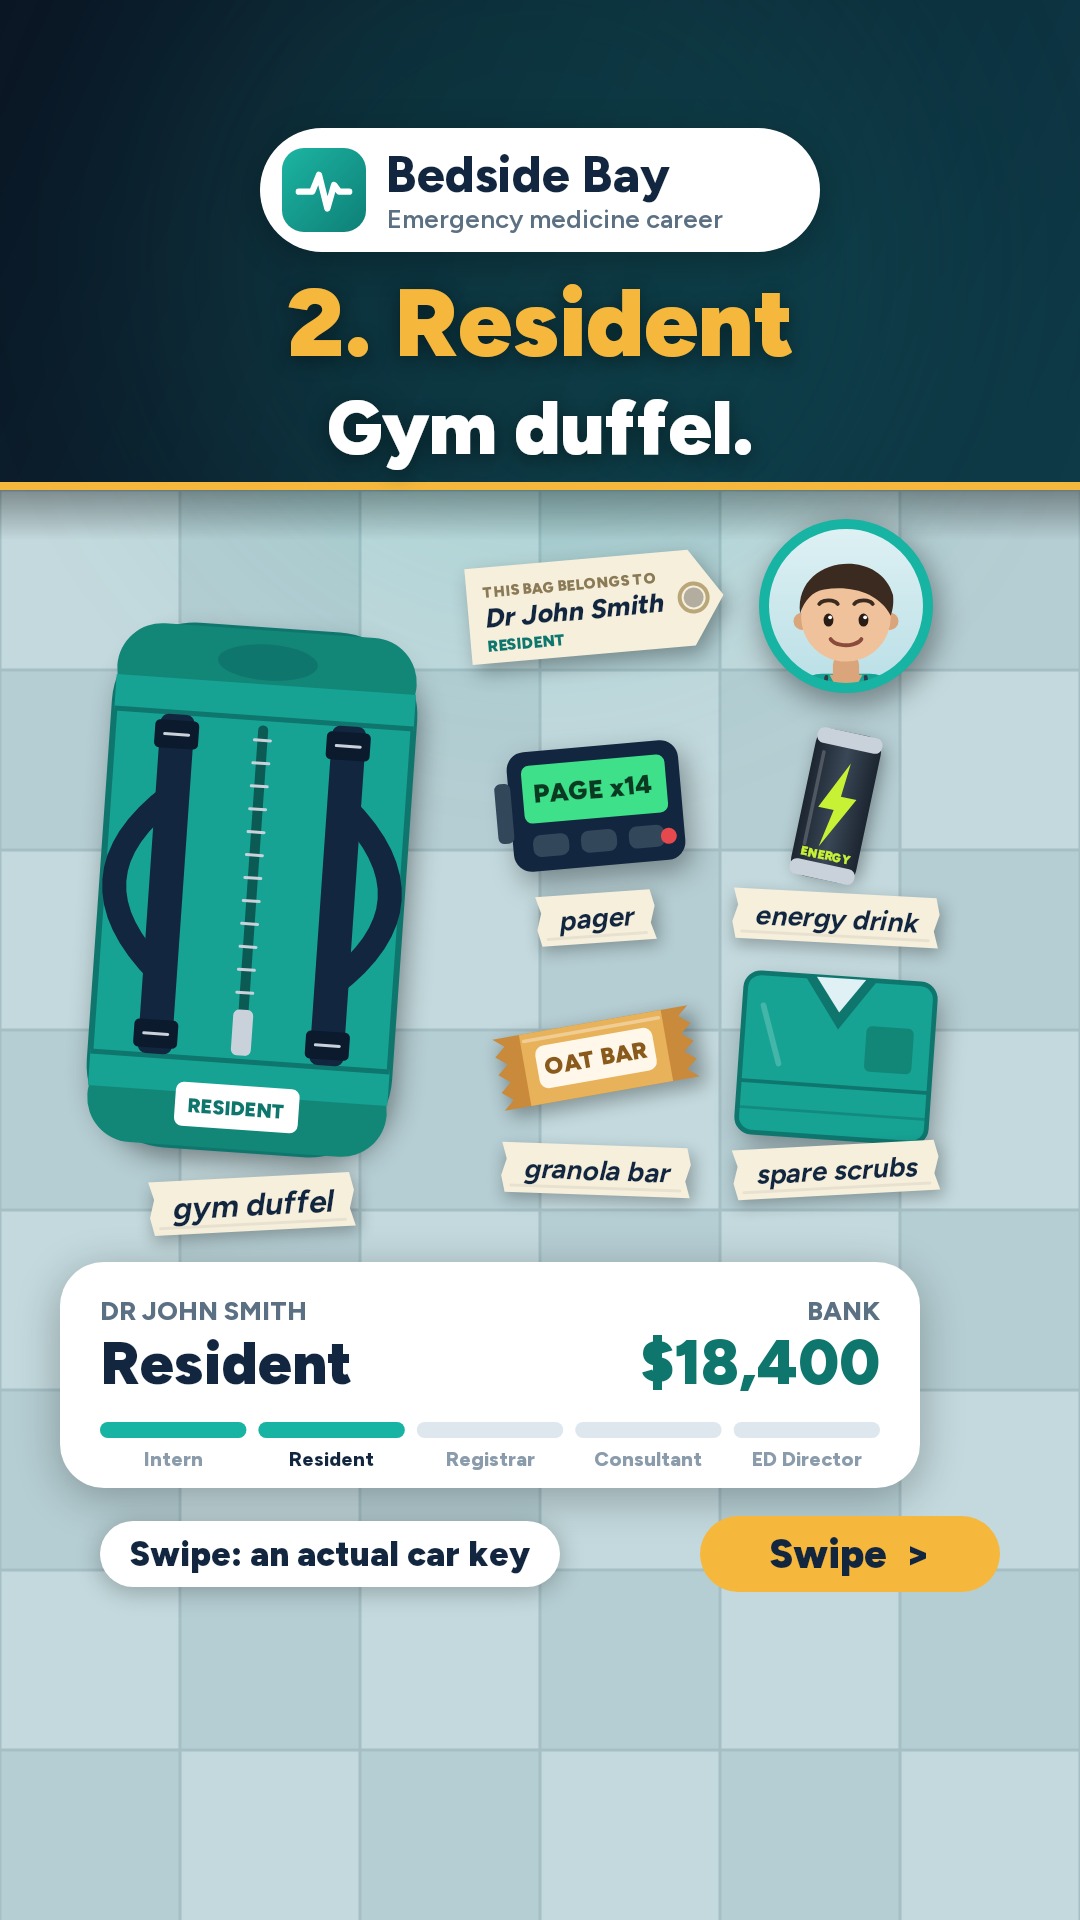 Bedside Bay
Emergency medicine career
2. Resident
Gym duffel.
THIS BAG BELONGS TO
Dr John Smith
RESIDENT
PAGE x14
ENERGY
pager
energy drink
OAT BAR
RESIDENT
granola bar
spare scrubs
gym duffel
DR JOHN SMITH
BANK
Resident
$18,400
Intern
Resident
Registrar
Consultant
ED Director
Swipe: an actual car key
Swipe >